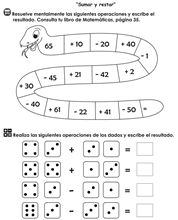 "Sumar y restar"
Resuelve mentalmente las siguientes operaciones y escribe el
resultado. Consulta tu libro de Matemáticas, página 35.
65 + 10 - 20 + 40
- 1
- 45 + 21 - 42 + 2
+ 30
- 40 + 61 - 22 - 41 - 50 =
Realiza las siguientes operaciones de los dados y escribe el resultado.
+ =
+ =
- =
- =